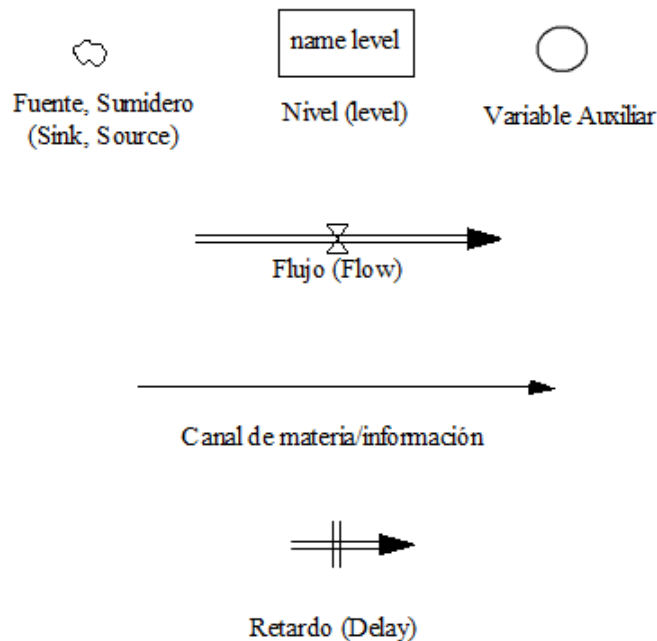 name level
Fuente, Sumidero
(Sink, Source)
Nivel (level)
Variable Auxiliar
Flujo (Flow)
Canal de materia/información
Retardo (Delay)